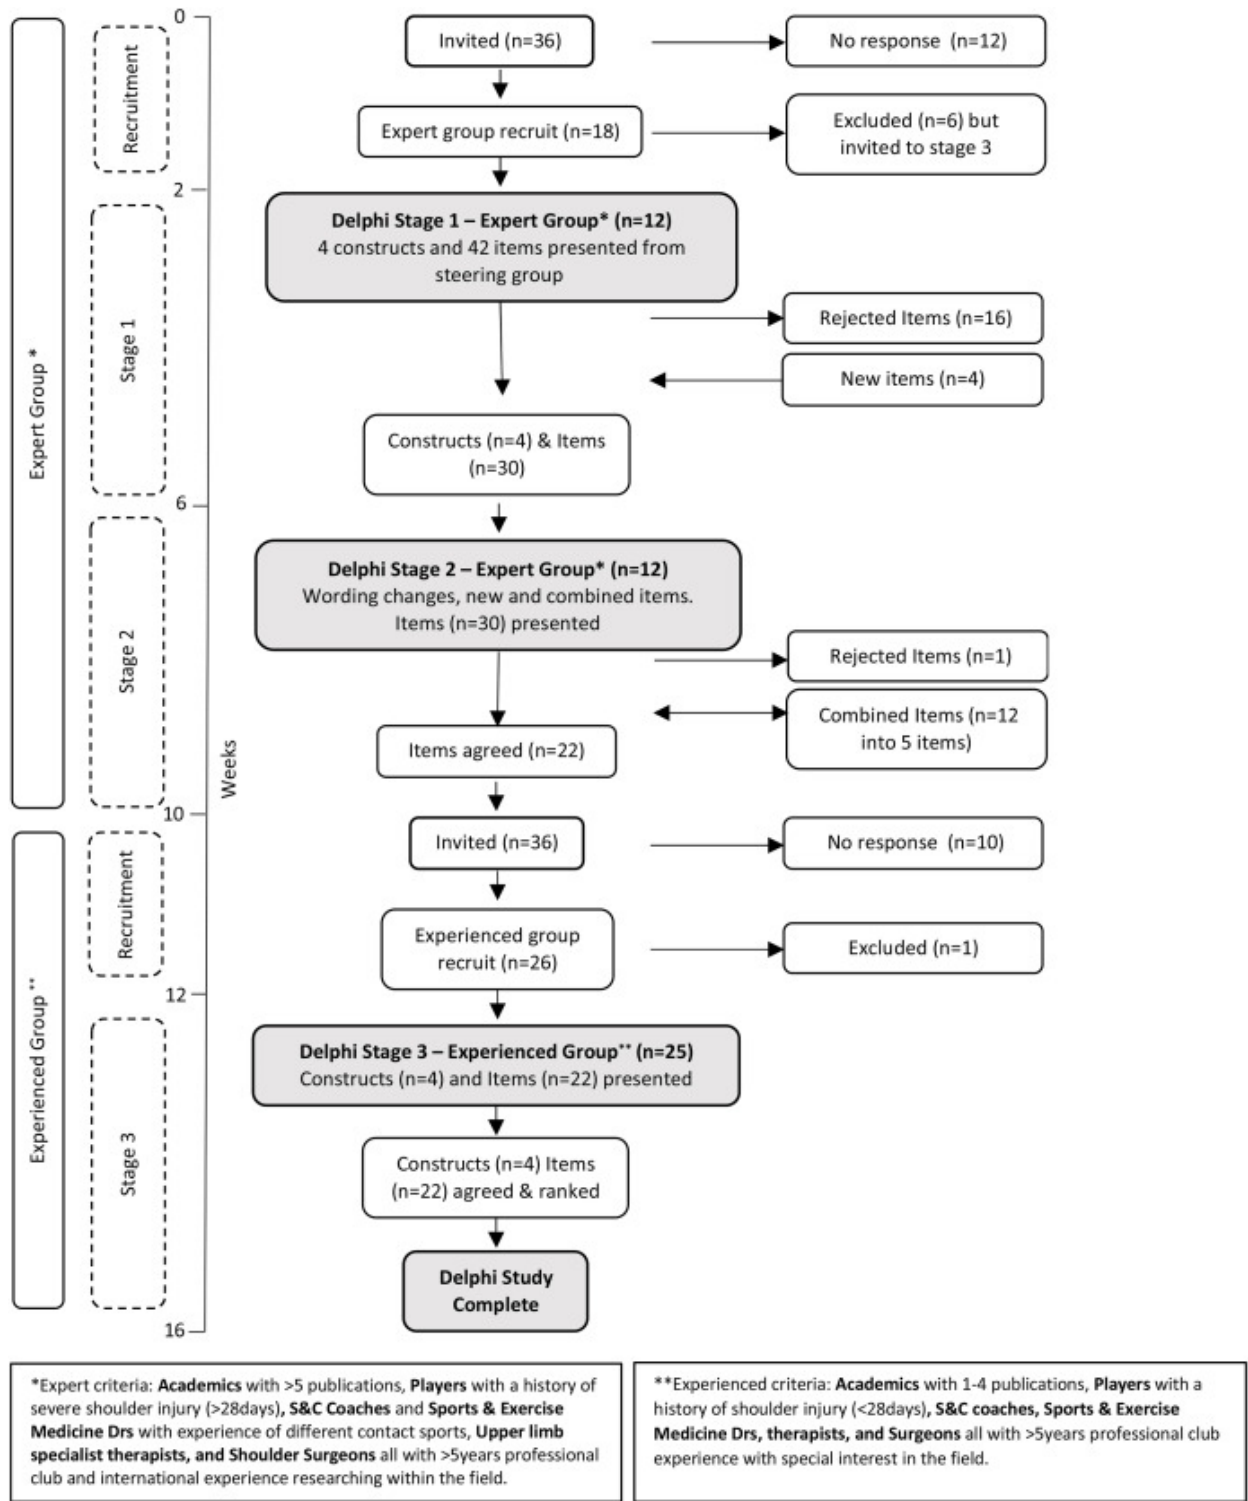 0
Invited (n=36)
No response  (n=12)
Recruitment
Expert group recruit (n=18)
Excluded (n=6) but
invited to stage 3
2
Delphi Stage 1 – Expert Group* (n=12)
4 constructs and 42 items presented from
steering group
Expert Group *
Stage 1
Rejected Items (n=16)
New items (n=4)
Constructs (n=4) & Items
(n=30)
6
Delphi Stage 2 – Expert Group* (n=12)
Wording changes, new and combined items.
Items (n=30) presented
Stage 2
Rejected Items (n=1)
Combined Items (n=12
into 5 items)
Items agreed (n=22)
Weeks
10
Invited (n=36)
No response  (n=10)
Recruitment
Experienced group
recruit (n=26)
Excluded (n=1)
12
Experienced Group **
Delphi Stage 3 – Experienced Group** (n=25)
Constructs (n=4) and Items (n=22) presented
Stage 3
Constructs (n=4) Items
(n=22) agreed & ranked
Delphi Study
Complete
16
*Expert criteria: Academics with >5 publications, Players with a history of
severe shoulder injury (>28days), S&C Coaches and Sports & Exercise
Medicine Drs with experience of different contact sports, Upper limb
specialist therapists, and Shoulder Surgeons all with >5years professional
club and international experience researching within the field.
**Experienced criteria: Academics with 1-4 publications, Players with a
history of shoulder injury (<28days), S&C coaches, Sports & Exercise
Medicine Drs, therapists, and Surgeons all with >5years professional club
experience with special interest in the field.